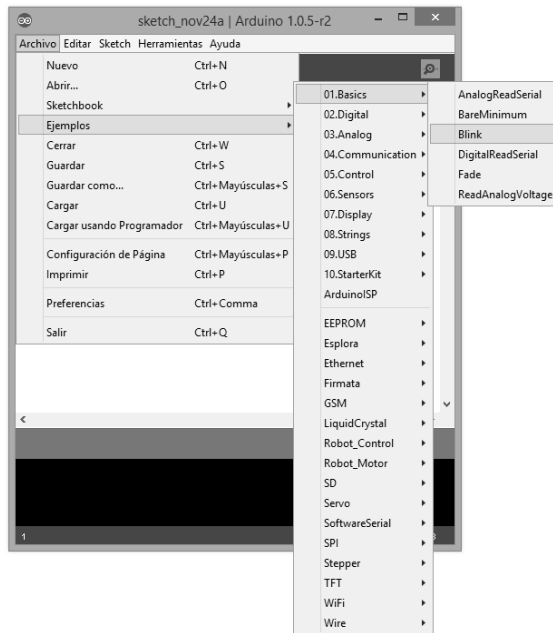 sketch_nov24a | Arduino 1.0.5-r2
Archivo Editar Sketch Herramientas Ayuda
Nuevo Ctrl+N
Abrir... Ctrl+O
Sketchbook
Ejemplos
Cerrar Ctrl+W
Guardar Ctrl+S
Guardar como... Ctrl+Mayúsculas+S
Cargar Ctrl+U
Cargar usando Programador Ctrl+Mayúsculas+U
Configuración de Página Ctrl+Mayúsculas+P
Imprimir Ctrl+P
Preferencias Ctrl+Comma
Salir Ctrl+Q
01.Basics
02.Digital
03.Analog
04.Communication
05.Control
06.Sensors
07.Display
08.Strings
09.USB
10.StarterKit
ArduinoISP
EEPROM
Esplora
Ethernet
Firmata
GSM
LiquidCrystal
Robot_Control
Robot_Motor
SD
Servo
SoftwareSerial
SPI
Stepper
TFT
WiFi
Wire
AnalogReadSerial
BareMinimum
Blink
DigitalReadSerial
Fade
ReadAnalogVoltage
1